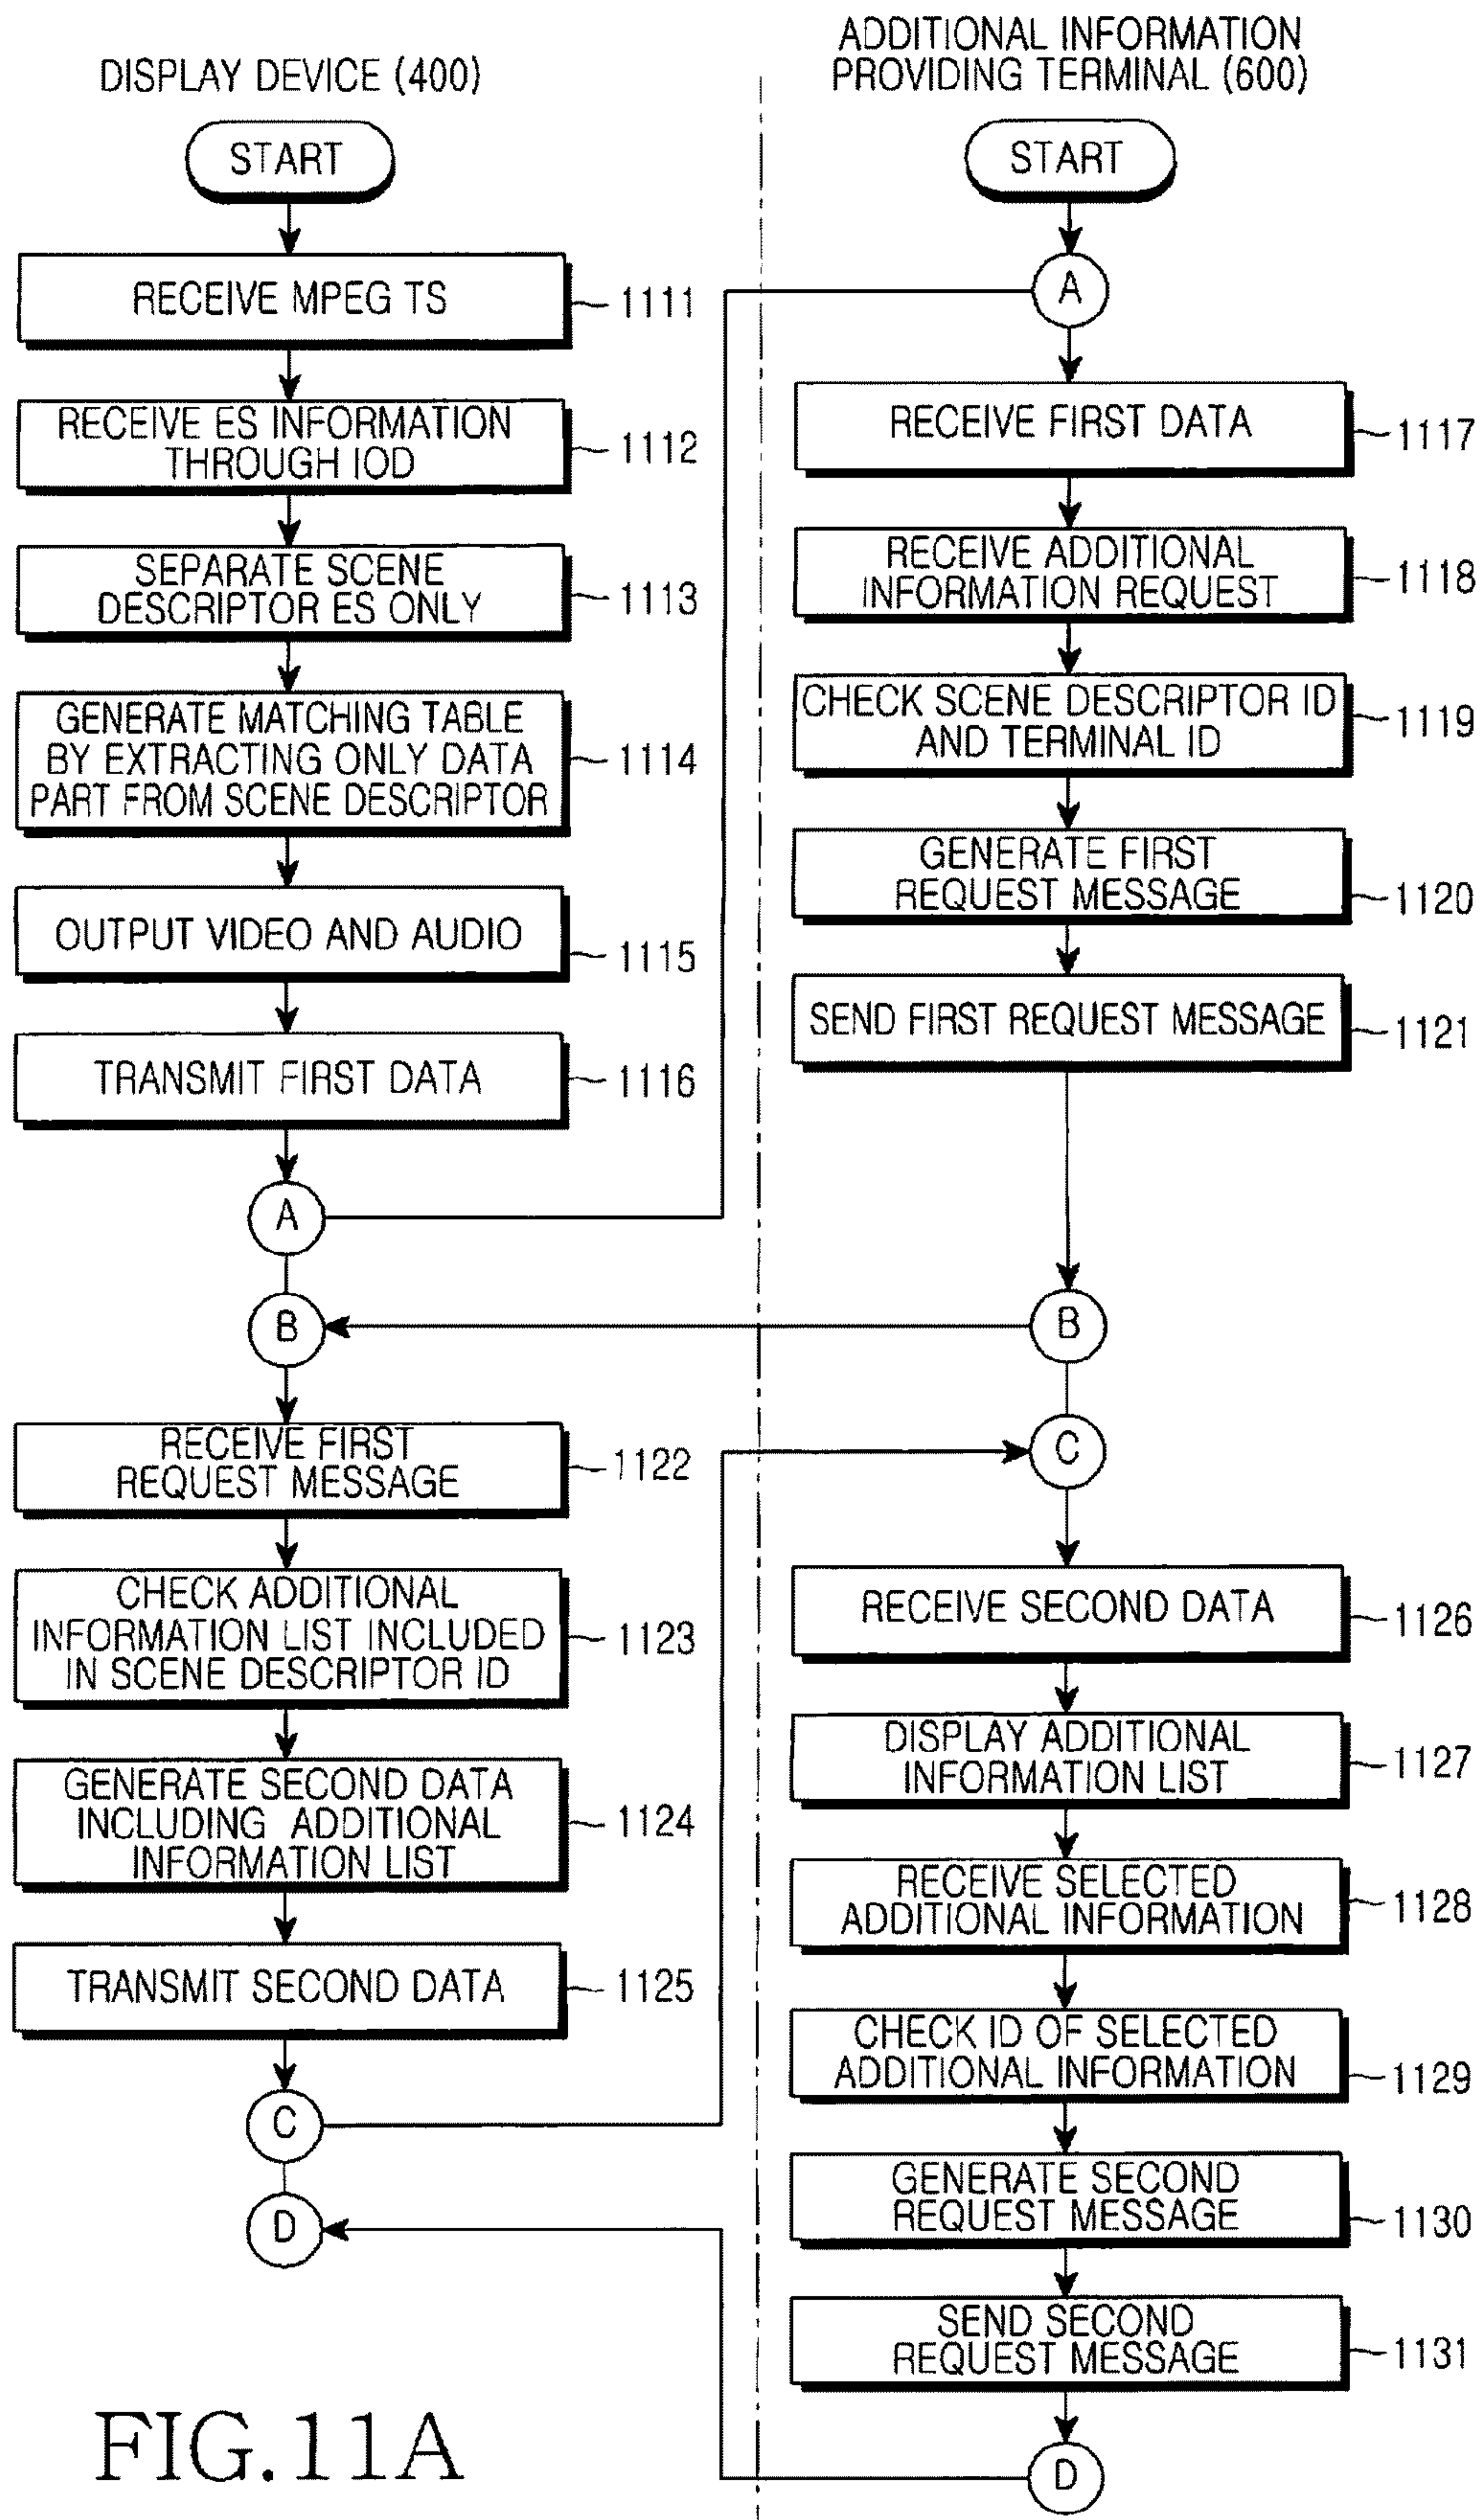 DISPLAY DEVICE (400)
START
RECEIVE MPEG TS
1111
RECEIVE ES INFORMATION
THROUGH IOD
1112
SEPARATE SCENE
DESCRIPTOR ES ONLY
1113
GENERATE MATCHING TABLE
BY EXTRACTING ONLY DATA
PART FROM SCENE DESCRIPTOR
1114
OUTPUT VIDEO AND AUDIO
1115
TRANSMIT FIRST DATA
1116
A
B
RECEIVE FIRST
REQUEST MESSAGE
1122
CHECK ADDITIONAL
INFORMATION LIST INCLUDED
IN SCENE DESCRIPTOR ID
1123
GENERATE SECOND DATA
INCLUDING ADDITIONAL
INFORMATION LIST
1124
TRANSMIT SECOND DATA
1125
C
D
ADDITIONAL INFORMATION
PROVIDING TERMINAL (600)
START
A
RECEIVE FIRST DATA
1117
RECEIVE ADDITIONAL
INFORMATION REQUEST
1118
CHECK SCENE DESCRIPTOR ID
AND TERMINAL ID
1119
GENERATE FIRST
REQUEST MESSAGE
1120
SEND FIRST REQUEST MESSAGE
1121
B
C
RECEIVE SECOND DATA
1126
DISPLAY ADDITIONAL
INFORMATION LIST
1127
RECEIVE SELECTED
ADDITIONAL INFORMATION
1128
CHECK ID OF SELECTED
ADDITIONAL INFORMATION
1129
GENERATE SECOND
REQUEST MESSAGE
1130
SEND SECOND
REQUEST MESSAGE
1131
D
FIG.11A